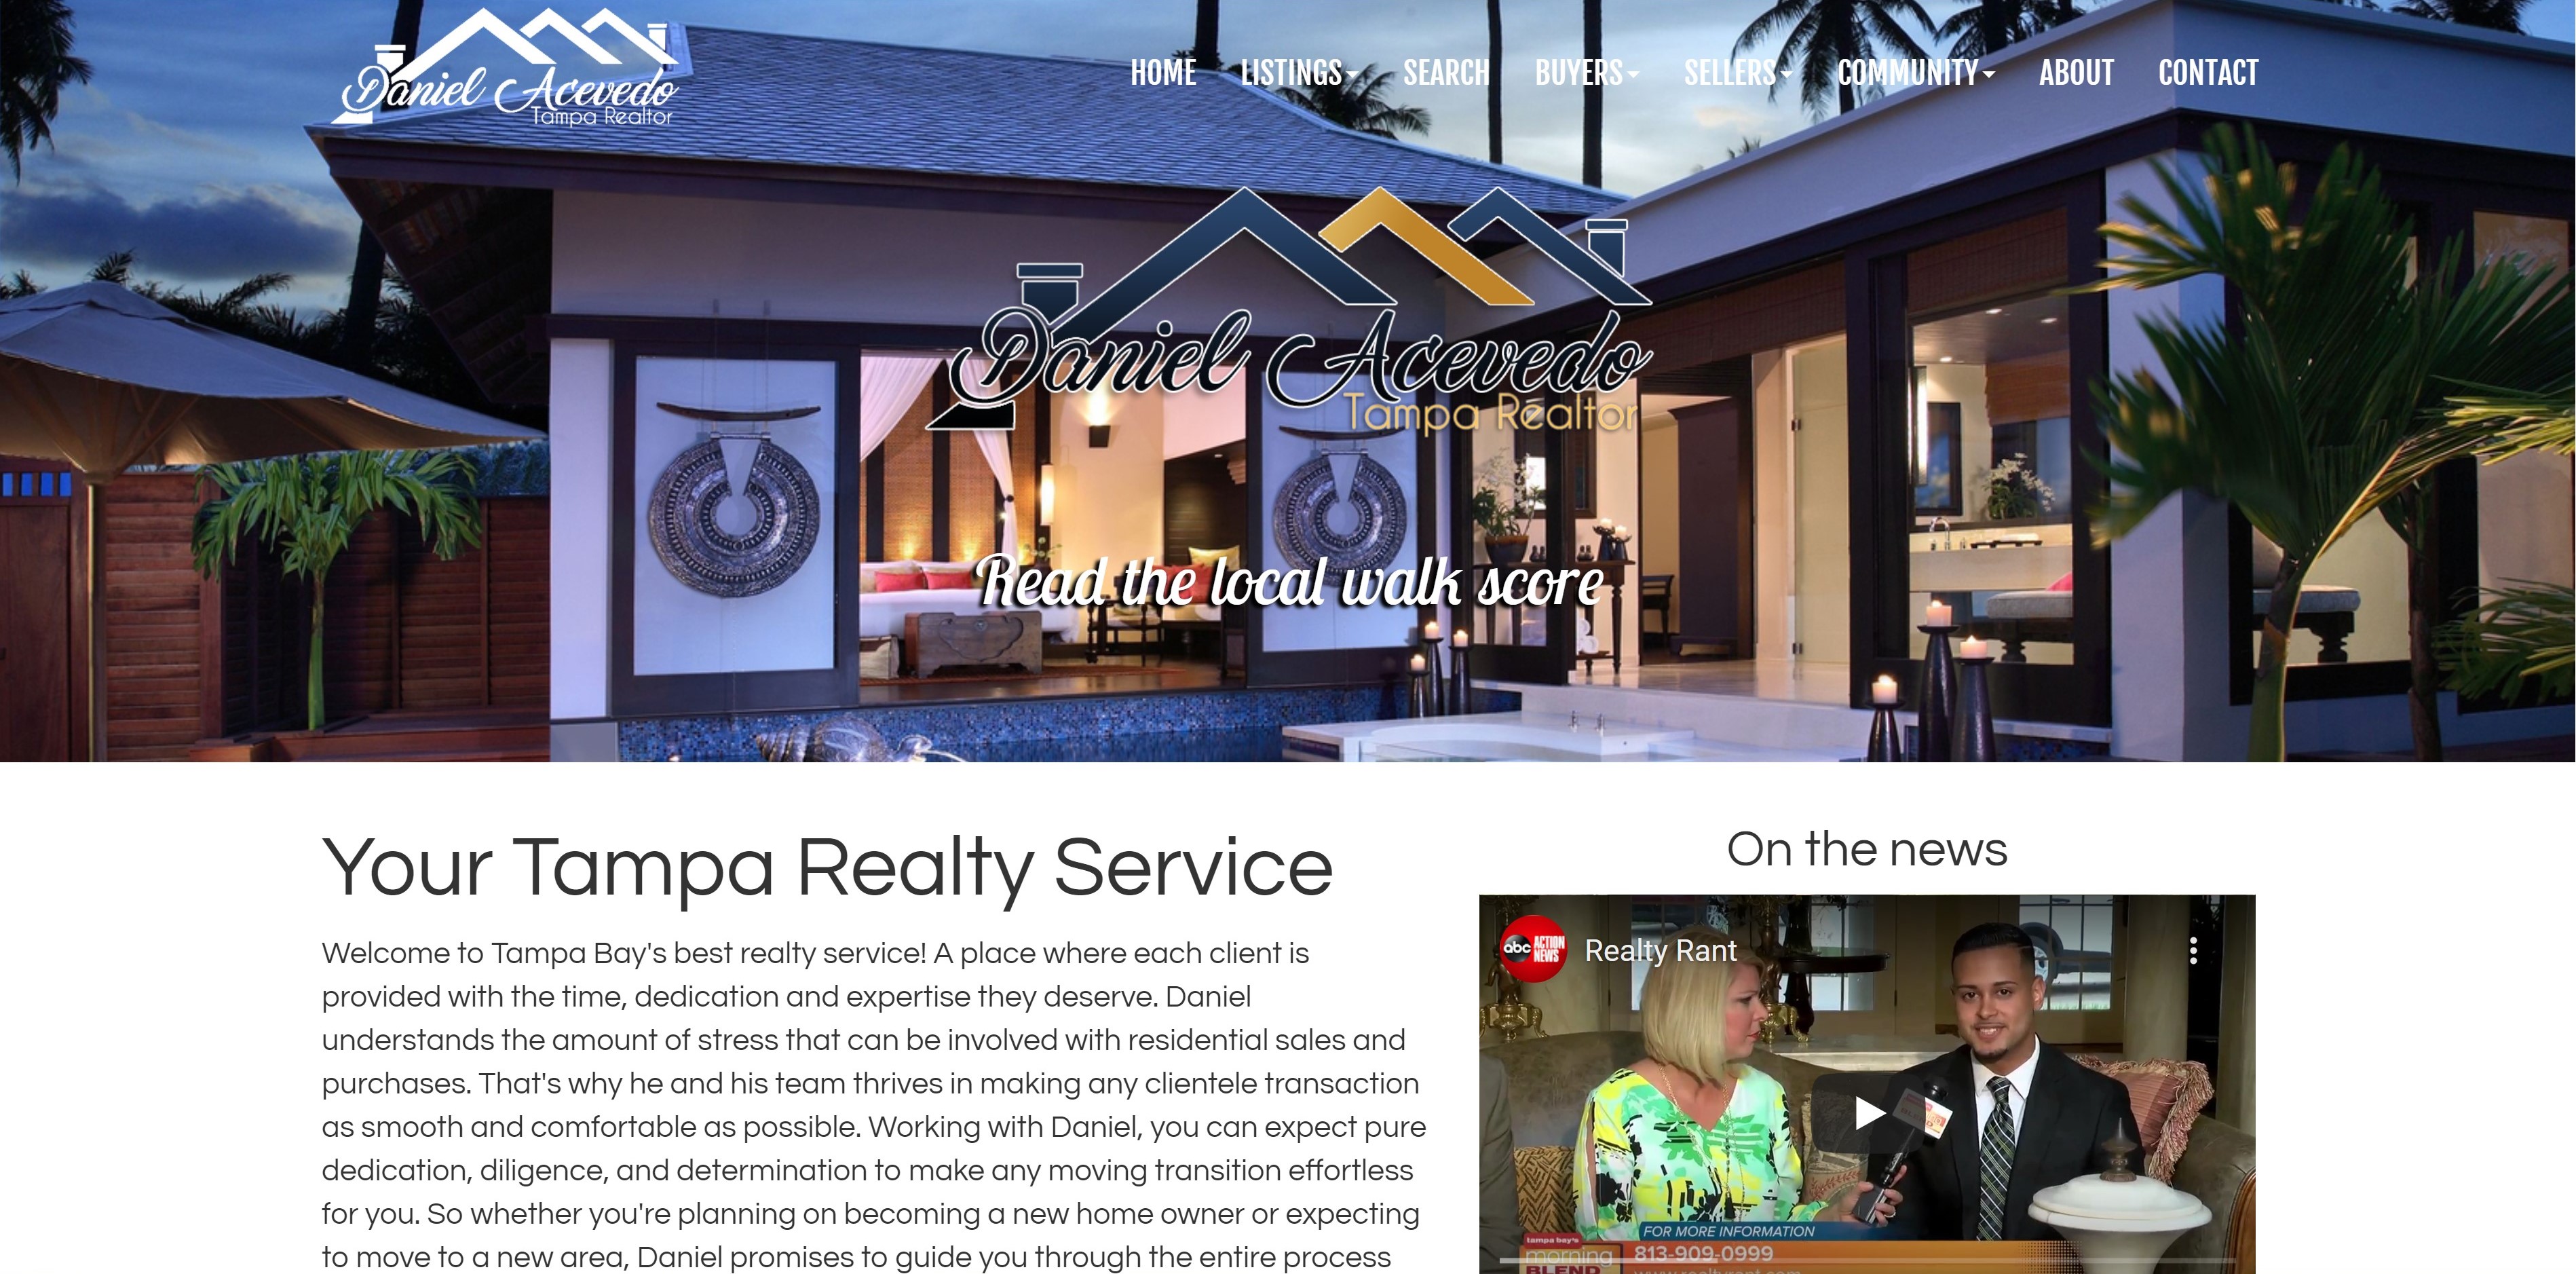 Daniel Acevedo
Tampa Realtor
HOME LISTINGS SEARCH BUYERS SELLERS COMMUNITY ABOUT CONTACT
Daniel Acevedo
Tampa Realtor
Read the local walk score
Your Tampa Realty Service
Welcome to Tampa Bay's best realty service! A place where each client is
provided with the time, dedication and expertise they deserve. Daniel
understands the amount of stress that can be involved with residential sales and
purchases. That's why he and his team thrives in making any clientele transaction
as smooth and comfortable as possible. Working with Daniel, you can expect pure
dedication, diligence, and determination to make any moving transition effortless
for you. So whether you're planning on becoming a new home owner or expecting
to move to a new area, Daniel promises to guide you through the entire process
On the news
abc ACTION NEWS
Realty Rant
FOR MORE INFORMATION
tampa bay's
morning
BLEND
813-909-0999